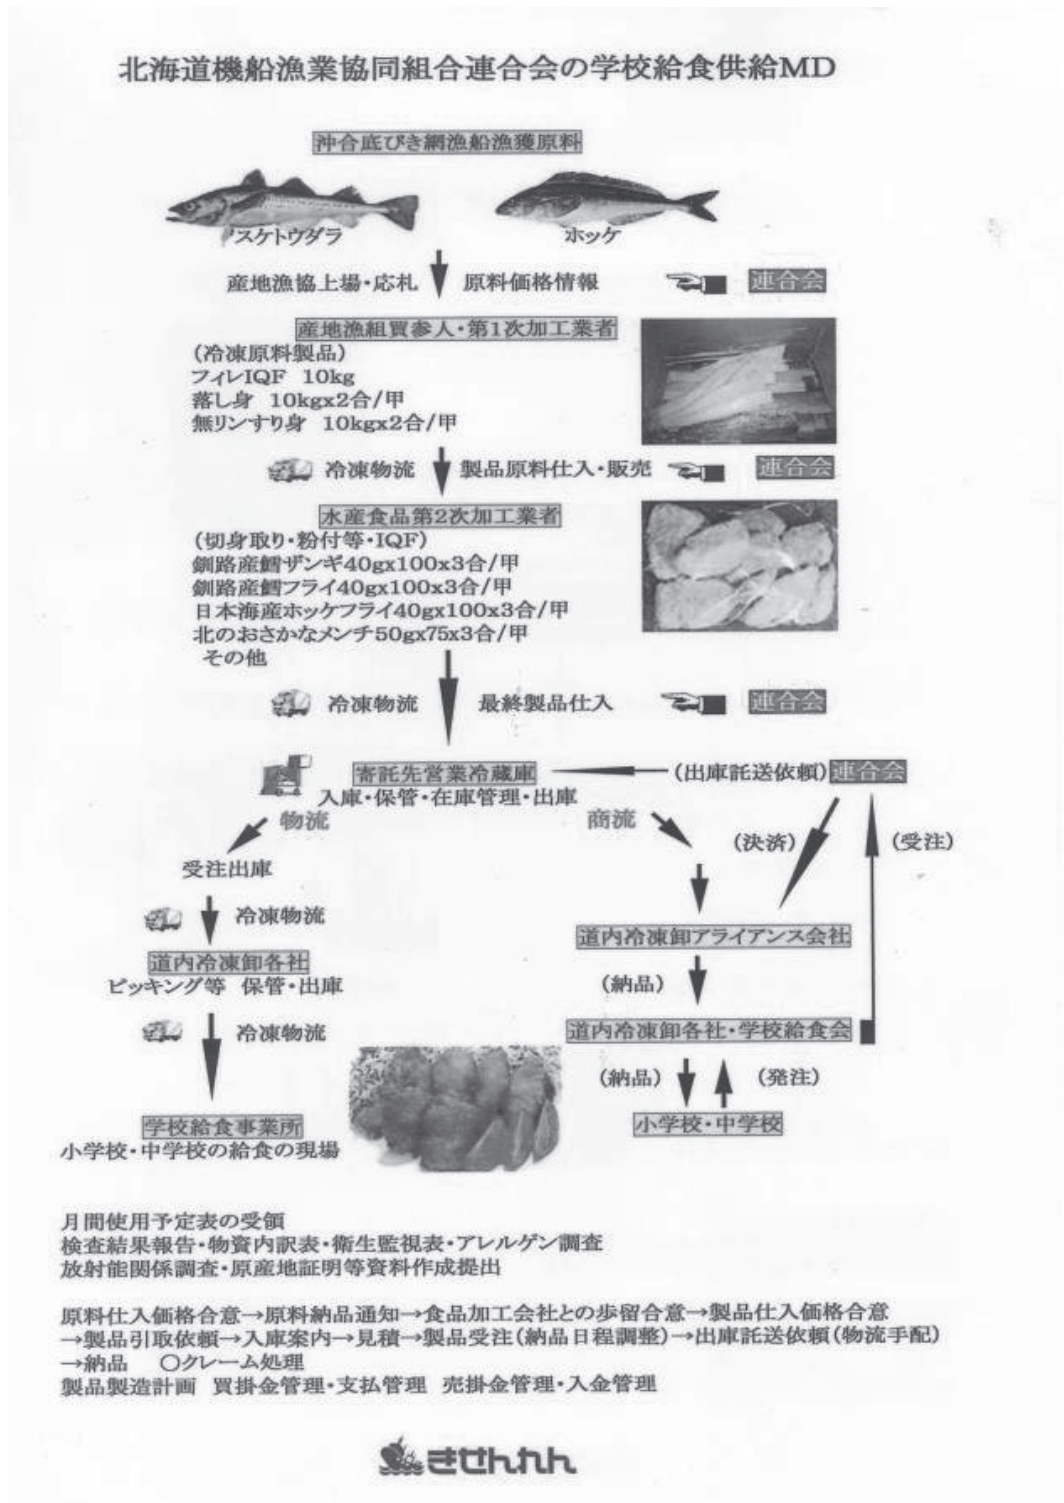 北海道機船漁業協同組合連合会の学校給食供給MD
沖合底びき網漁船漁獲原料
スケトウダラ
ホッケ
産地漁協上場・応札
原料価格情報
連合会
産地漁組買参人・第1次加工業者
(冷凍原料製品)
フィレIQF 10kg
落し身 10kgx2合/甲
無リンすり身 10kgx2合/甲
冷凍物流
製品原料仕入・販売
連合会
水産食品第2次加工業者
(切身取り・粉付等・IQF)
釧路産鱈ザンギ40gx100x3合/甲
釧路産鱈フライ40gx100x3合/甲
日本海産ホッケフライ40gx100x3合/甲
北のおさかなメンチ50gx75x3合/甲
その他
冷凍物流
最終製品仕入
連合会
寄託先営業冷蔵庫
(出庫託送依頼)
連合会
入庫・保管・在庫管理・出庫
物流
商流
(決済)
(受注)
受注出庫
冷凍物流
道内冷凍卸アライアンス会社
道内冷凍卸各社
ピッキング等 保管・出庫
(納品)
冷凍物流
道内冷凍卸各社・学校給食会
(納品)
(発注)
学校給食事業所
小学校・中学校
小学校・中学校の給食の現場
月間使用予定表の受領
検査結果報告・物資内訳表・衛生監視表・アレルゲン調査
放射能関係調査・原産地証明等資料作成提出
原料仕入価格合意→原料納品通知→食品加工会社との歩留合意→製品仕入価格合意
→製品引取依頼→入庫案内→見積→製品受注(納品日程調整)→出庫託送依頼(物流手配)
→納品 ○クレーム処理
製品製造計画 買掛金管理・支払管理 売掛金管理・入金管理
きせんれん